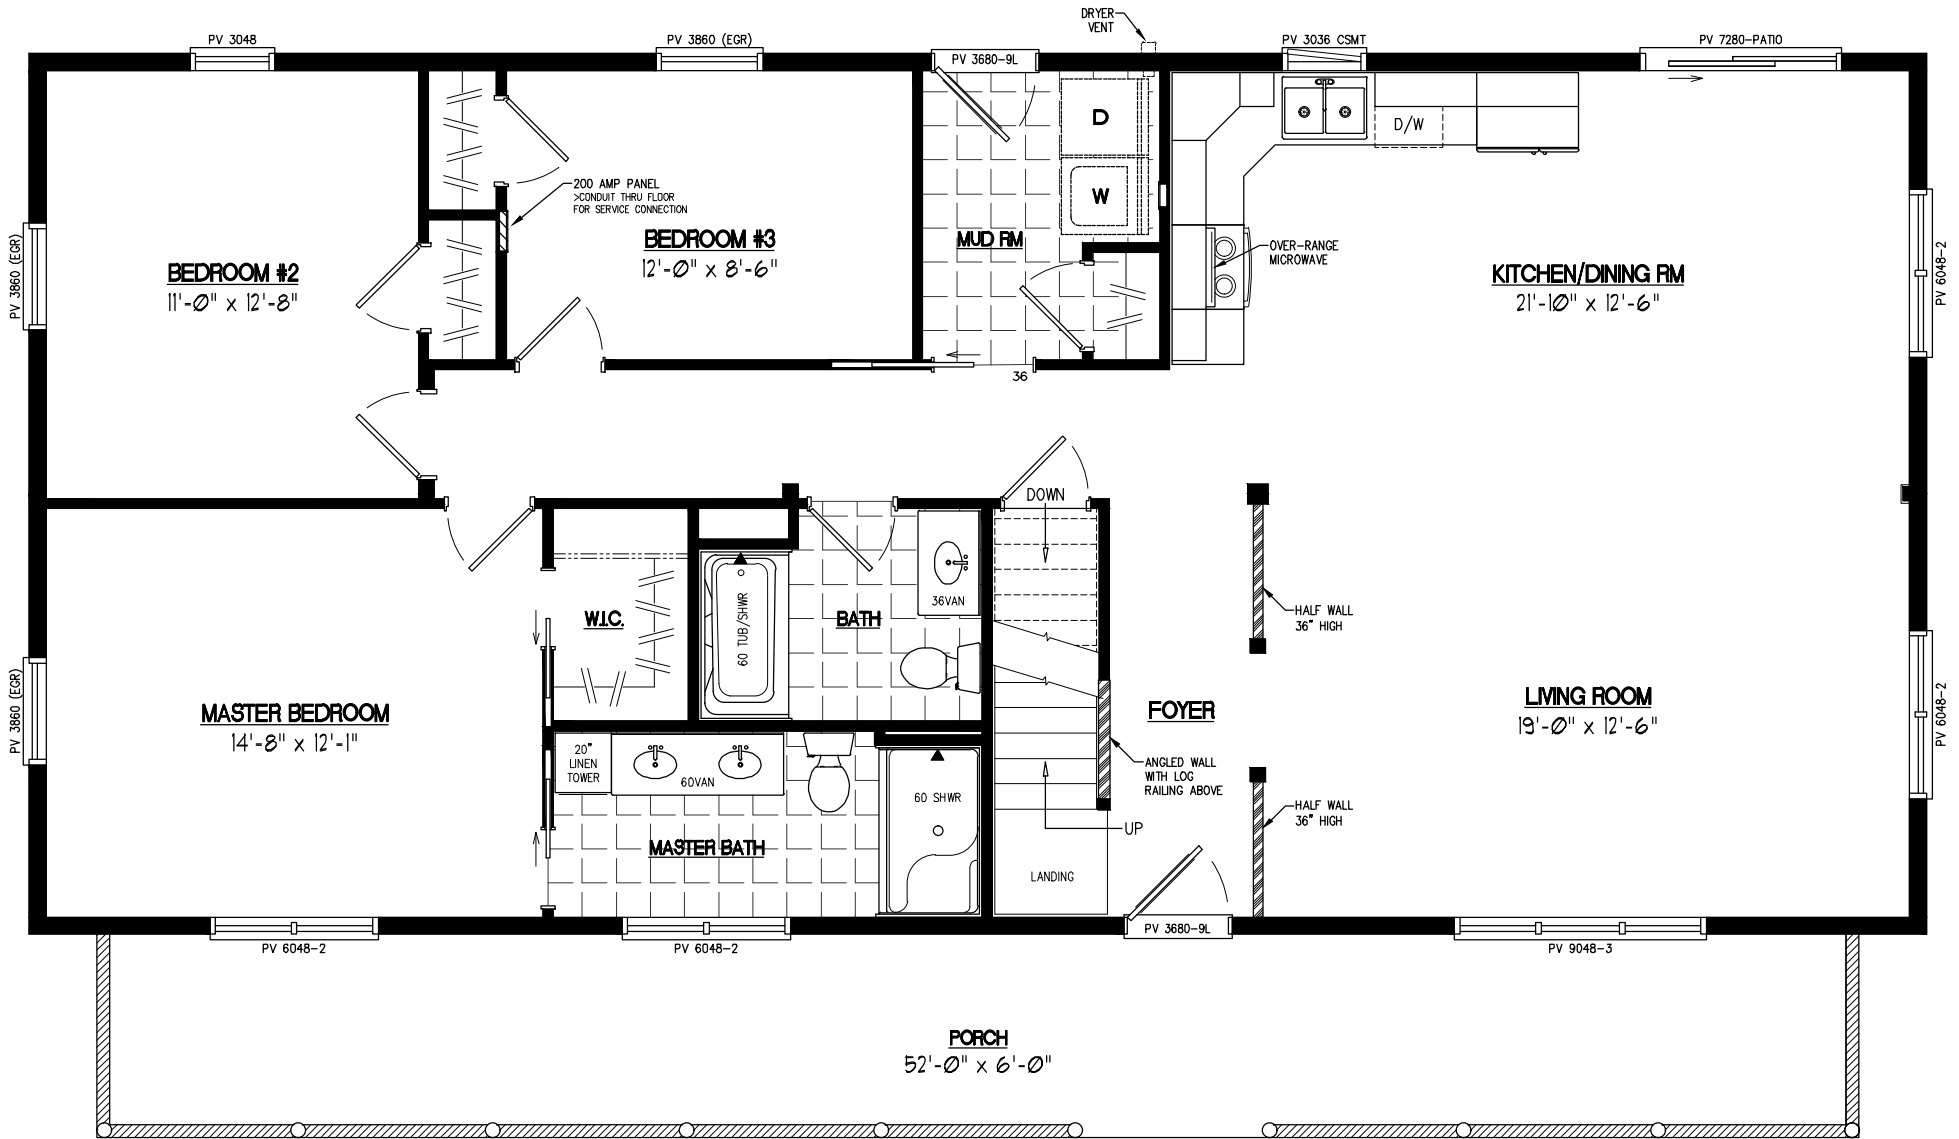 DRYER
VENT
PV 3048
PV 3860 (EGR)
PV 3680-9L
PV 3036 CSMT
PV 7280-PATIO
D
D/W
200 AMP PANEL
>CONDUIT THRU FLOOR
FOR SERVICE CONNECTION
W
BEDROOM #3
12'-0" x 8'-6"
MUD RM
OVER-RANGE
MICROWAVE
PV 3860 (EGR)
BEDROOM #2
11'-0" x 12'-8"
KITCHEN/DINING RM
21'-10" x 12'-6"
PV 6048-2
36
DOWN
36VAN
W.I.C.
60 TUB/SHWR
BATH
HALF WALL
36" HIGH
PV 3860 (EGR)
MASTER BEDROOM
14'-8" x 12'-1"
FOYER
LIVING ROOM
19'-0" x 12'-6"
PV 6048-2
20"
LINEN
TOWER
60VAN
60 SHWR
ANGLED WALL
WITH LOG
RAILING ABOVE
HALF WALL
36" HIGH
UP
MASTER BATH
LANDING
PV 6048-2
PV 6048-2
PV 3680-9L
PV 9048-3
PORCH
52'-0" x 6'-0"